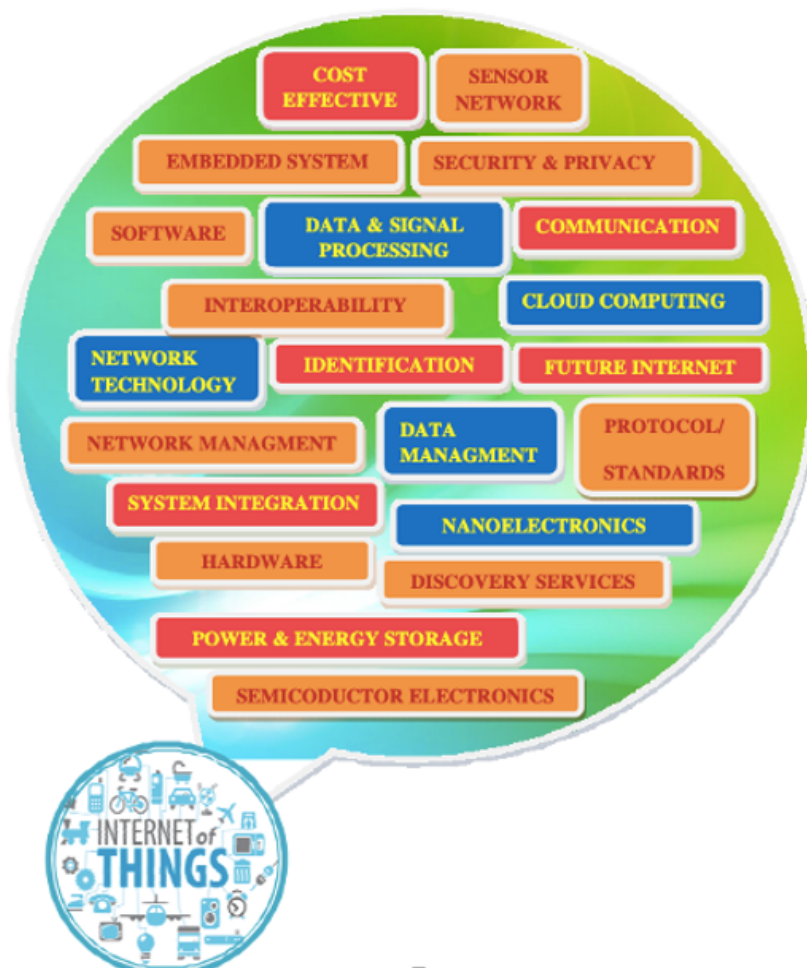 COST
EFFECTIVE
SENSOR
NETWORK
EMBEDDED SYSTEM
SECURITY & PRIVACY
SOFTWARE
DATA & SIGNAL
PROCESSING
COMMUNICATION
INTEROPERABILITY
CLOUD COMPUTING
NETWORK
TECHNOLOGY
IDENTIFICATION
FUTURE INTERNET
NETWORK MANAGMENT
DATA
MANAGMENT
PROTOCOL/
STANDARDS
SYSTEM INTEGRATION
NANOELECTRONICS
HARDWARE
DISCOVERY SERVICES
POWER & ENERGY STORAGE
SEMICODUCTOR ELECTRONICS
INTERNET of
THINGS